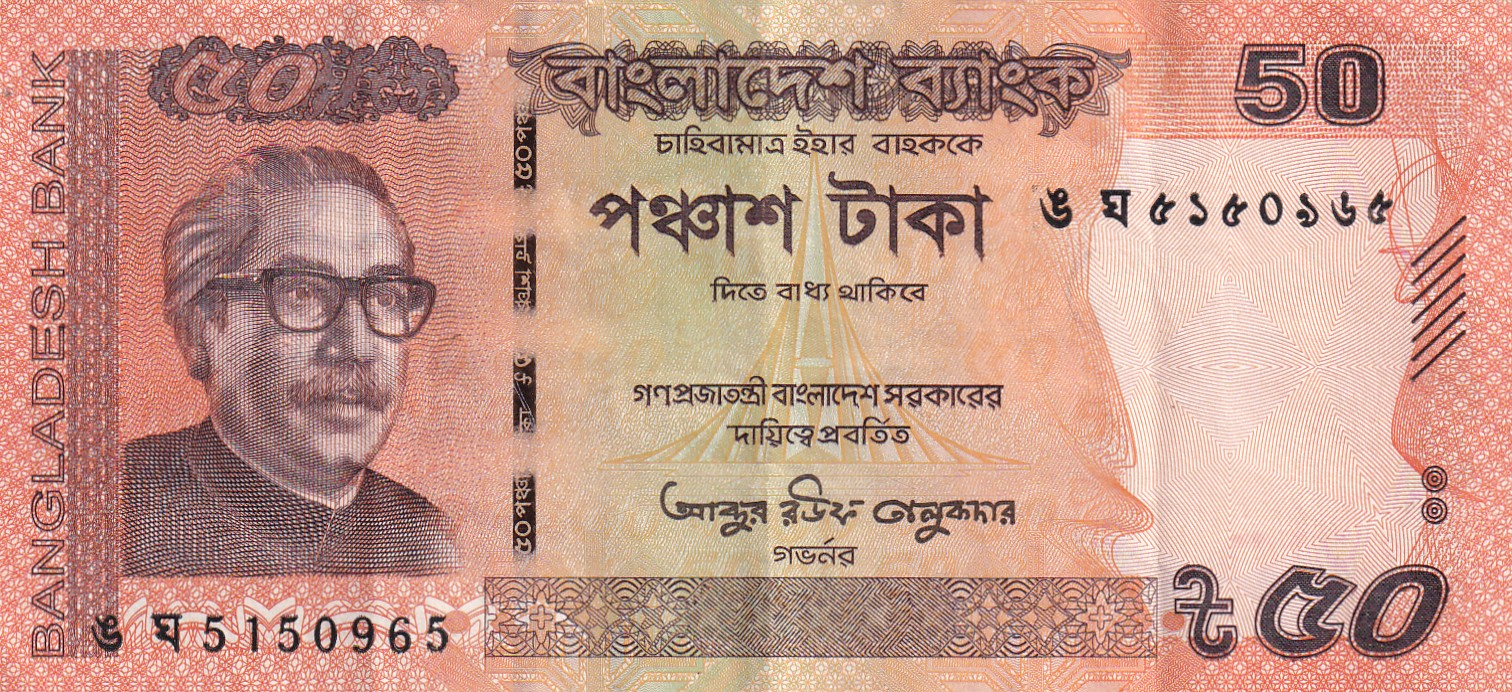 BANGLADESH BANK
৫০
বাংলাদেশ ব্যাংক
50
চাহিবামাত্র ইহার বাহককে
পঞ্চাশ টাকা
ঙ ঘ ৫১৫০৯৬৫
দিতে বাধ্য থাকিবে
গণপ্রজাতন্ত্রী বাংলাদেশ সরকারের
দায়িত্বে প্রবর্তিত
আব্দুর রউফ তালুকদার
গভর্নর
ঙ ঘ 5150965
৳৫০